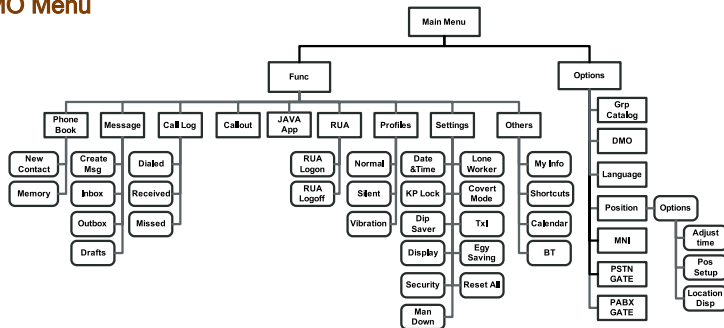 MO Menu
Main Menu
Func
Options
Phone
Book
Message
Call Log
Callout
JAVA
App
RUA
Profiles
Settings
Others
New
Contact
Memory
Create
Msg
Inbox
Outbox
Drafts
Dialed
Received
Missed
RUA
Logon
RUA
Logoff
Normal
Silent
Vibration
Date
&Time
KP Lock
Dip
Saver
Display
Security
Man
Down
Lone
Worker
Covert
Mode
TxI
Egy
Saving
Reset All
My Info
Shortcuts
Calendar
BT
Grp
Catalog
DMO
Language
Position
MNI
PSTN
GATE
PABX
GATE
Options
Adjust
time
Pos
Setup
Location
Disp